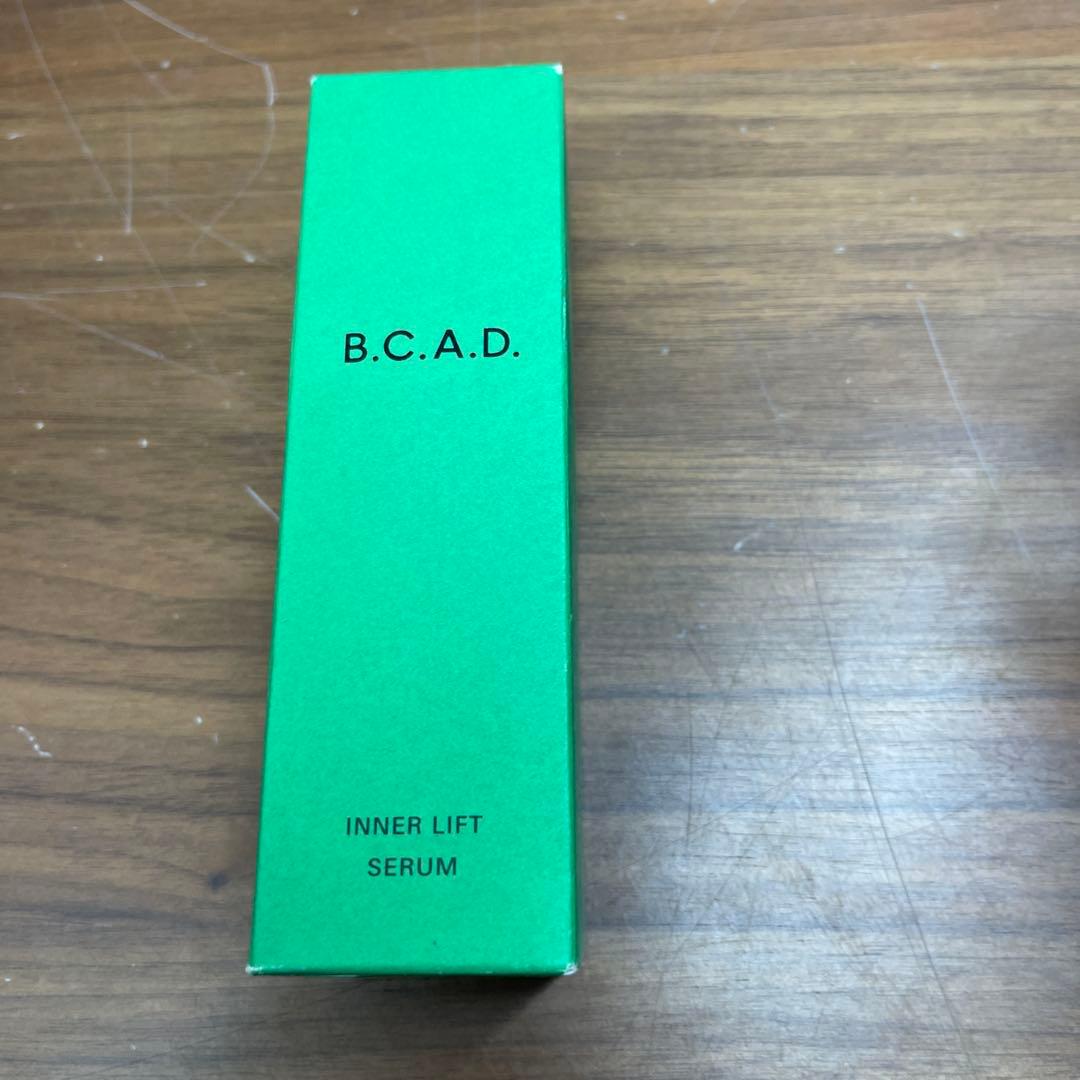 B.C.A.D.
INNER LIFT
SERUM